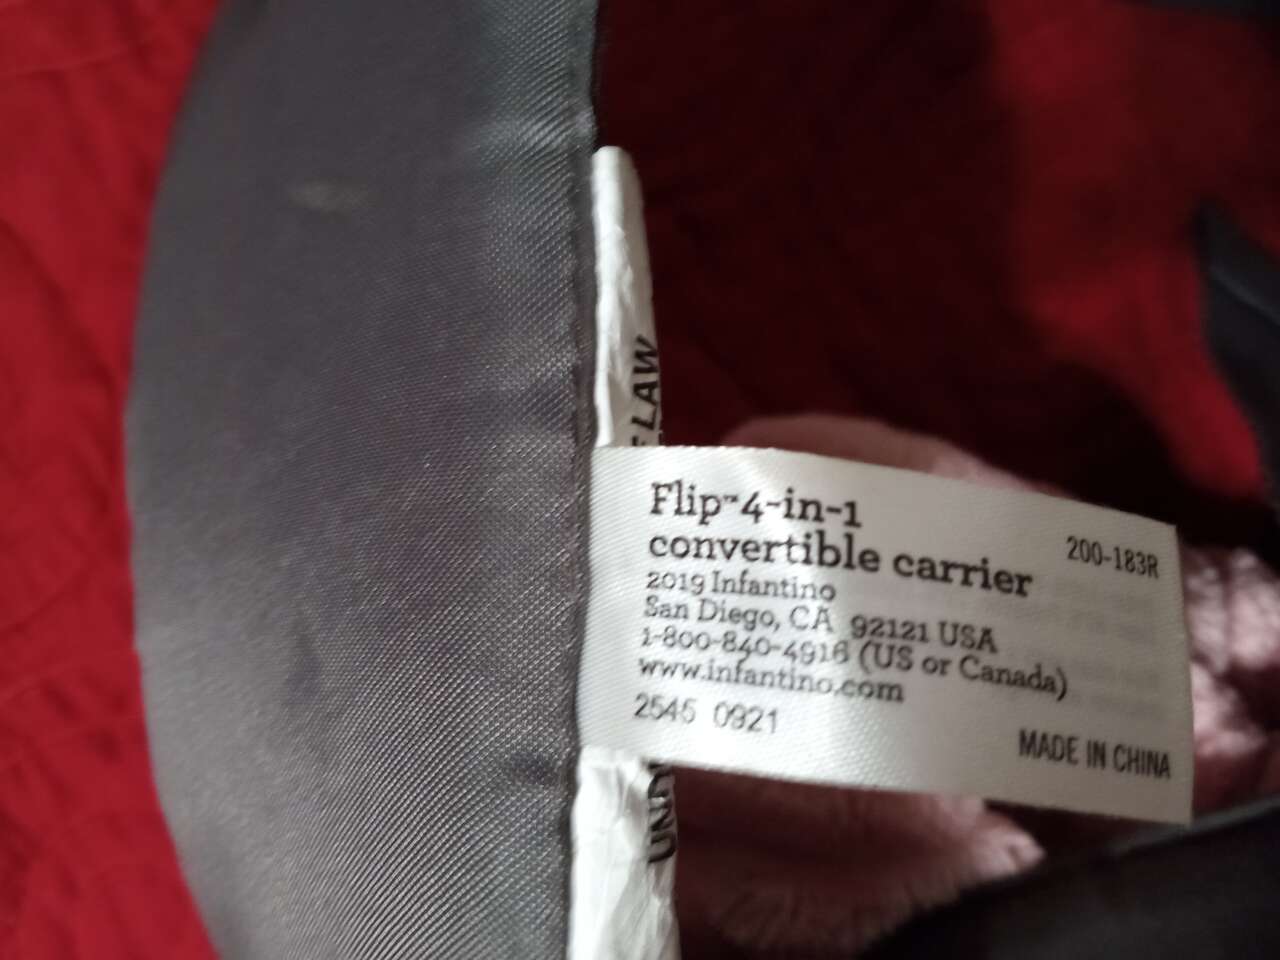 LAW
Flip™ 4-in-1
convertible carrier
200-183R
2019 Infantino
San Diego, CA 92121 USA
1-800-840-4916 (US or Canada)
www.infantino.com
2545 0921
MADE IN CHINA